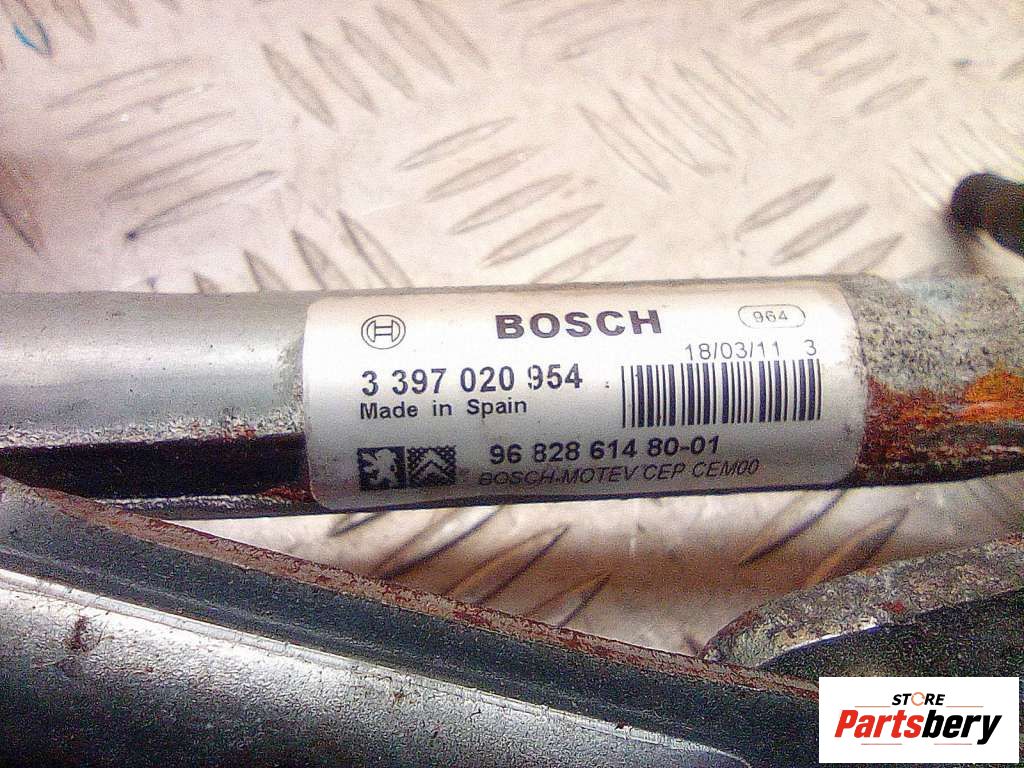 BOSCH
964
18/03/11 3
3 397 020 954
Made in Spain
96 828 614 80-01
BOSCH-MOTEV CEP CEM00
STORE
Partsbery